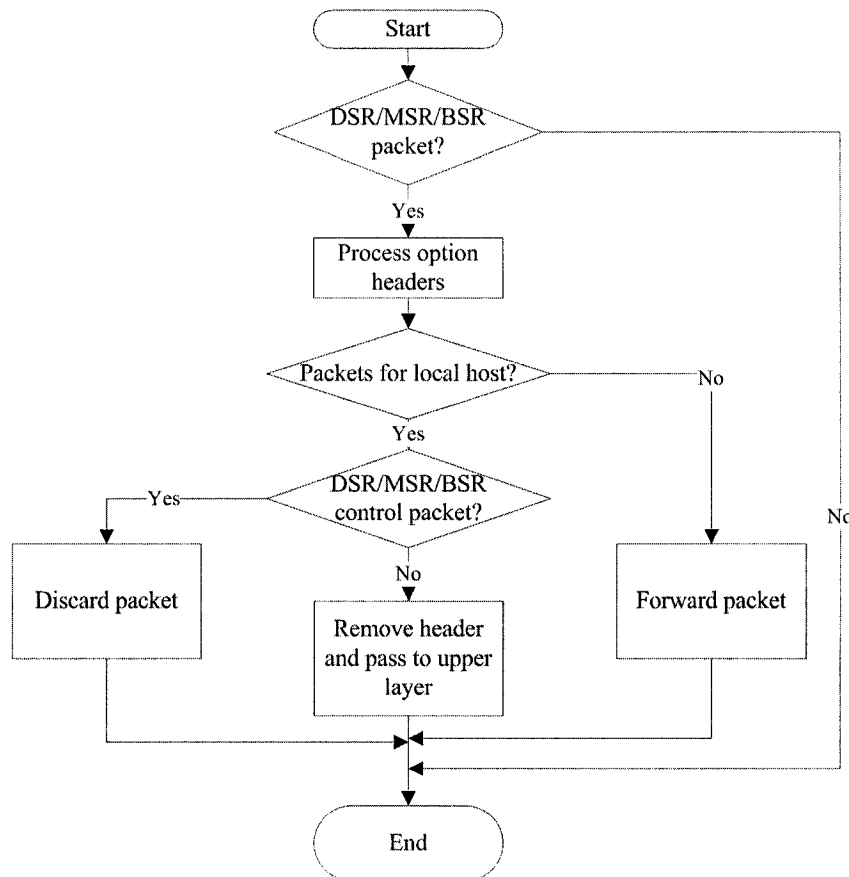 Start
DSR/MSR/BSR
packet?
Yes
Process option
headers
Packets for local host?
No
Yes
DSR/MSR/BSR
control packet?
Yes
No
Discard packet
No
Forward packet
Remove header
and pass to upper
layer
End